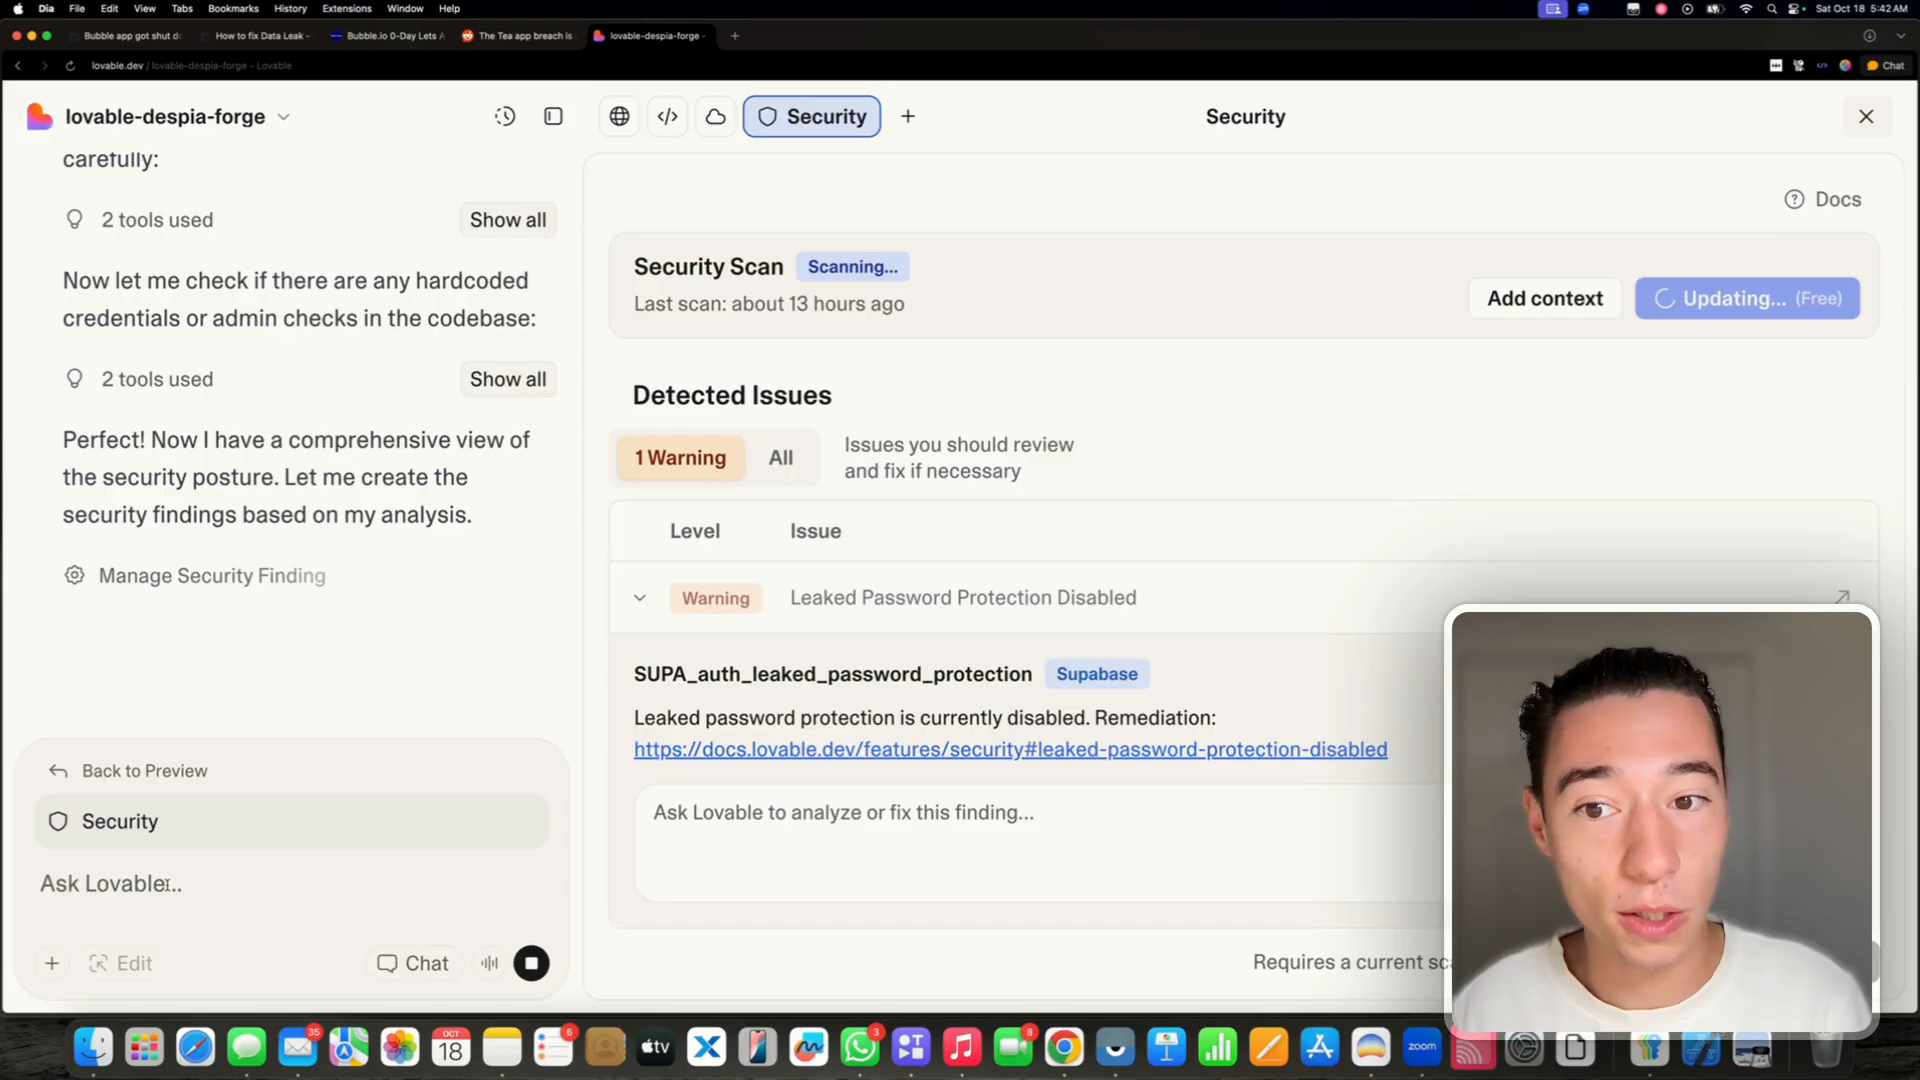 Dia File Edit View Tabs Bookmarks History Extensions Window Help
Sat Oct 18 5:42 AM
Bubble app got shut d
How to fix Data Leak -
Bubble.io 0-Day Lets A
The Tea app breach is
lovable-despia-forge -
lovable.dev / lovable-despia-forge - Lovable
Chat
lovable-despia-forge
carefully:
2 tools used
Show all
Now let me check if there are any hardcoded
credentials or admin checks in the codebase:
2 tools used
Show all
Perfect! Now I have a comprehensive view of
the security posture. Let me create the
security findings based on my analysis.
Manage Security Finding
Back to Preview
Security
Ask Lovable...
Edit
Chat
Security
Security
Docs
Security Scan Scanning...
Last scan: about 13 hours ago
Add context
Updating... (Free)
Detected Issues
1 Warning All
Issues you should review
and fix if necessary
Level Issue
Warning Leaked Password Protection Disabled
SUPA_auth_leaked_password_protection Supabase
Leaked password protection is currently disabled. Remediation:
https://docs.lovable.dev/features/security#leaked-password-protection-disabled
Ask Lovable to analyze or fix this finding...
Requires a current
35
OCT
18
6
tv
3
8
zoom